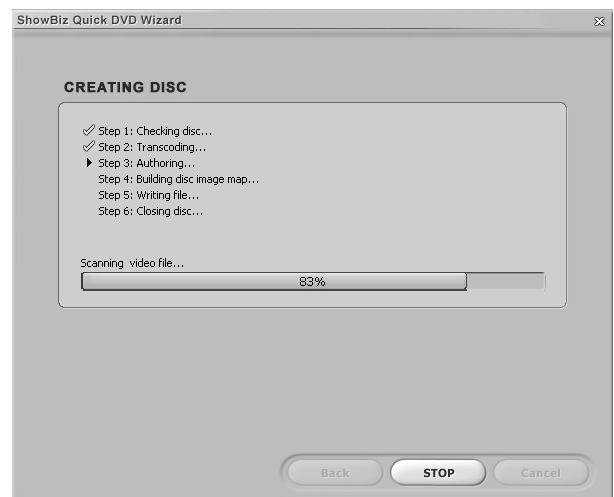 ShowBiz Quick DVD Wizard
CREATING DISC
Step 1: Checking disc...
Step 2: Transcoding...
Step 3: Authoring...
Step 4: Building disc image map...
Step 5: Writing file...
Step 6: Closing disc...
Scanning video file...
83%
Back STOP Cancel